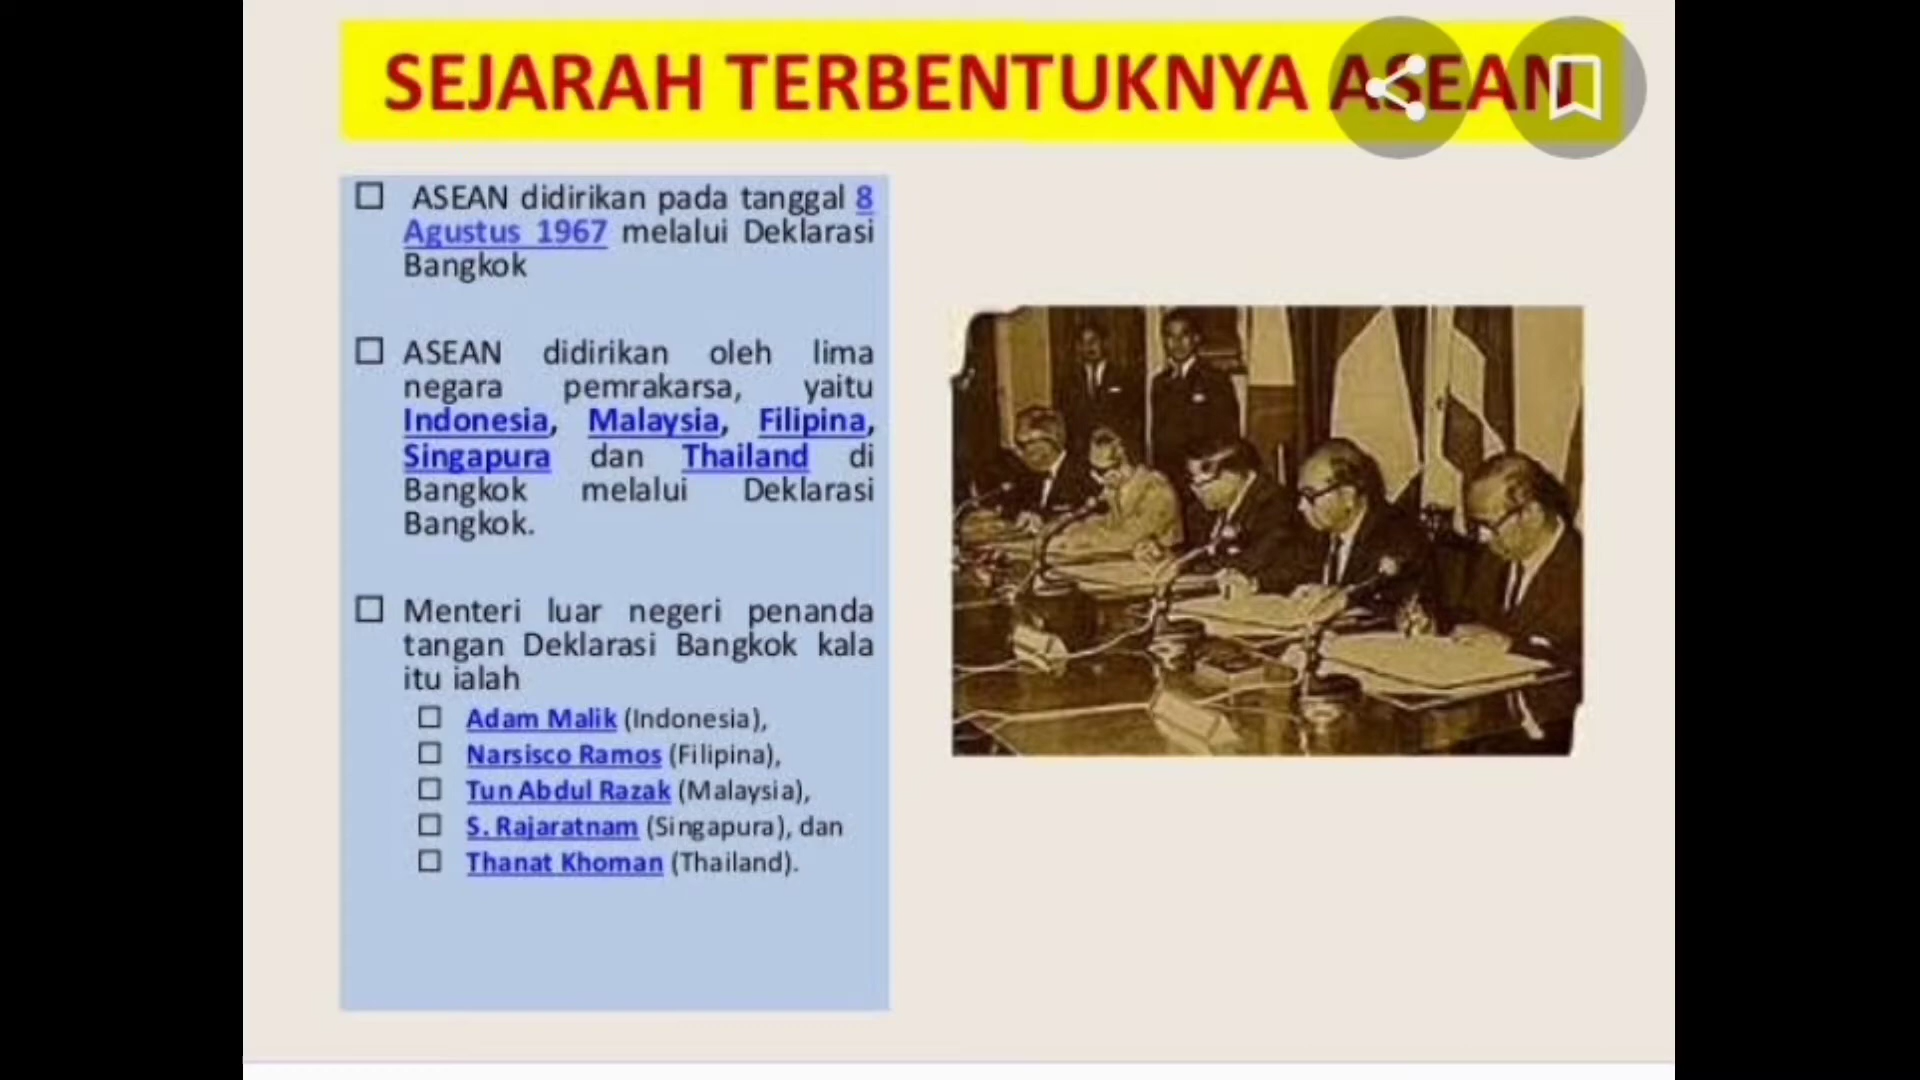 SEJARAH TERBENTUKNYA ASEAN
☐ ASEAN didirikan pada tanggal 8
Agustus 1967 melalui Deklarasi
Bangkok
☐ ASEAN didirikan oleh lima
negara pemrakarsa, yaitu
Indonesia, Malaysia, Filipina,
Singapura dan Thailand di
Bangkok melalui Deklarasi
Bangkok.
☐ Menteri luar negeri penanda
tangan Deklarasi Bangkok kala
itu ialah
☐ Adam Malik (Indonesia),
☐ Narsisco Ramos (Filipina),
☐ Tun Abdul Razak (Malaysia),
☐ S. Rajaratnam (Singapura), dan
☐ Thanat Khoman (Thailand).